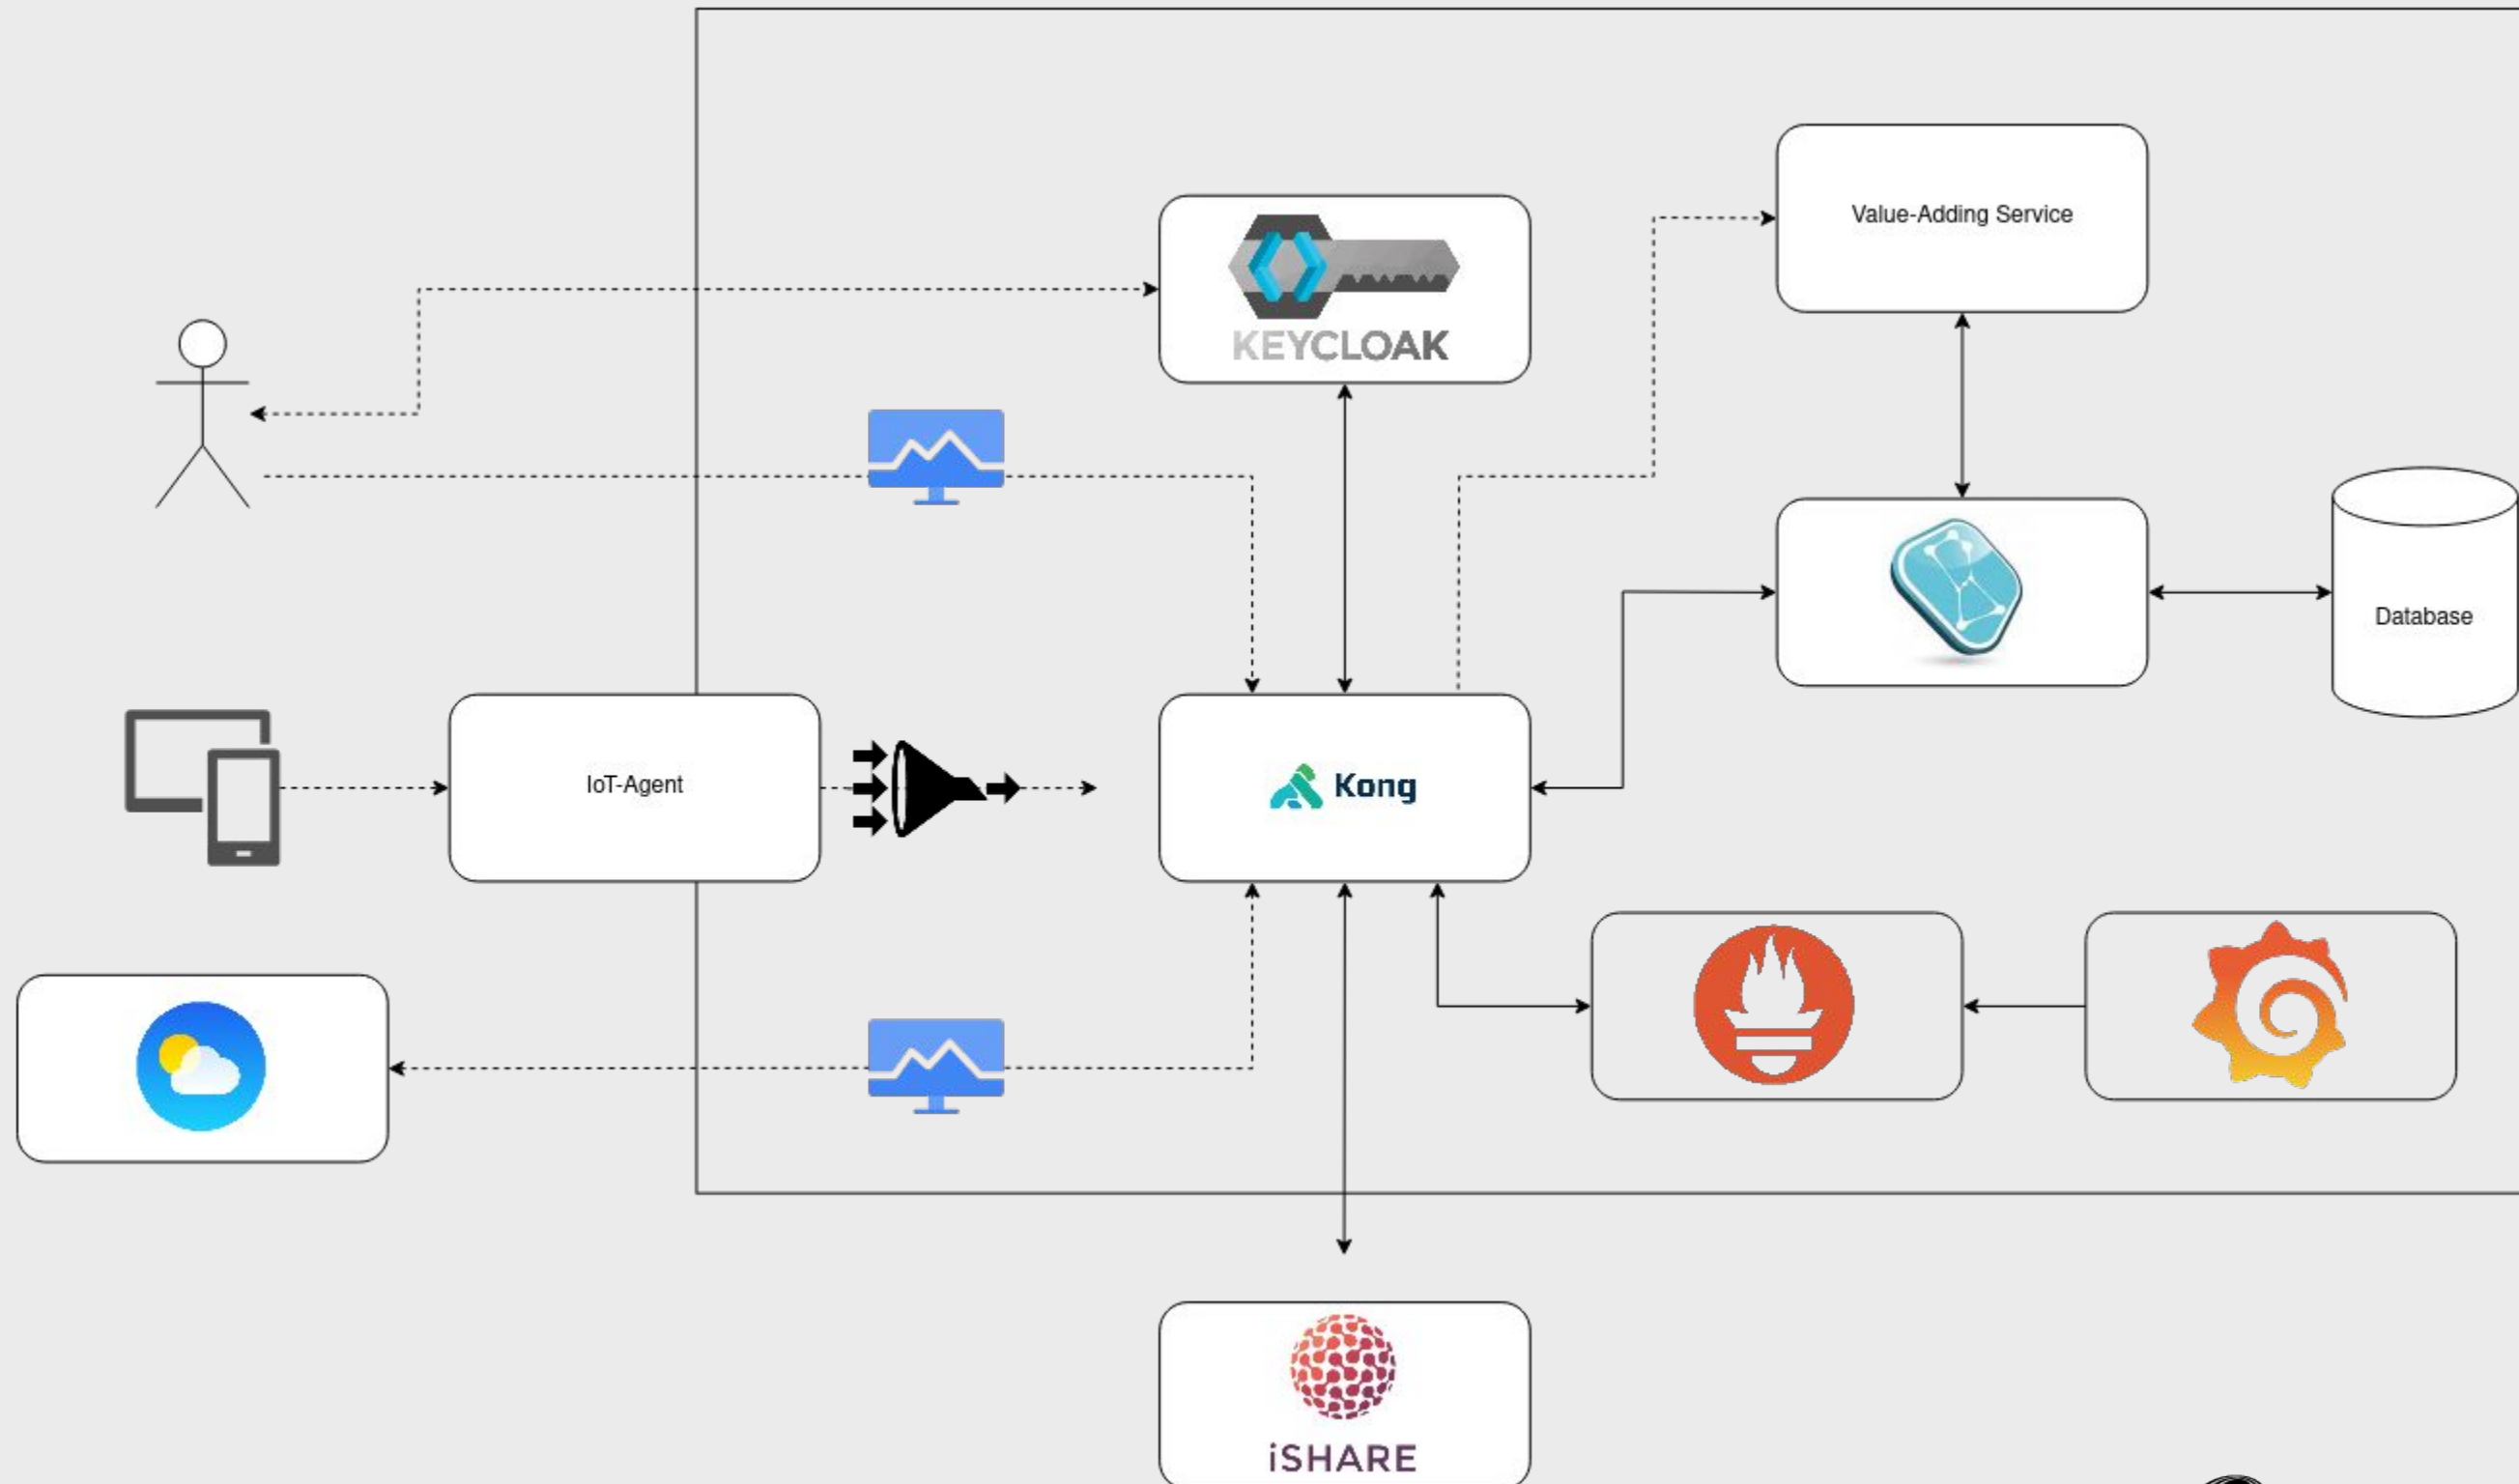 Value-Adding Service
KEYCLOAK
Database
IoT-Agent
Kong
iSHARE